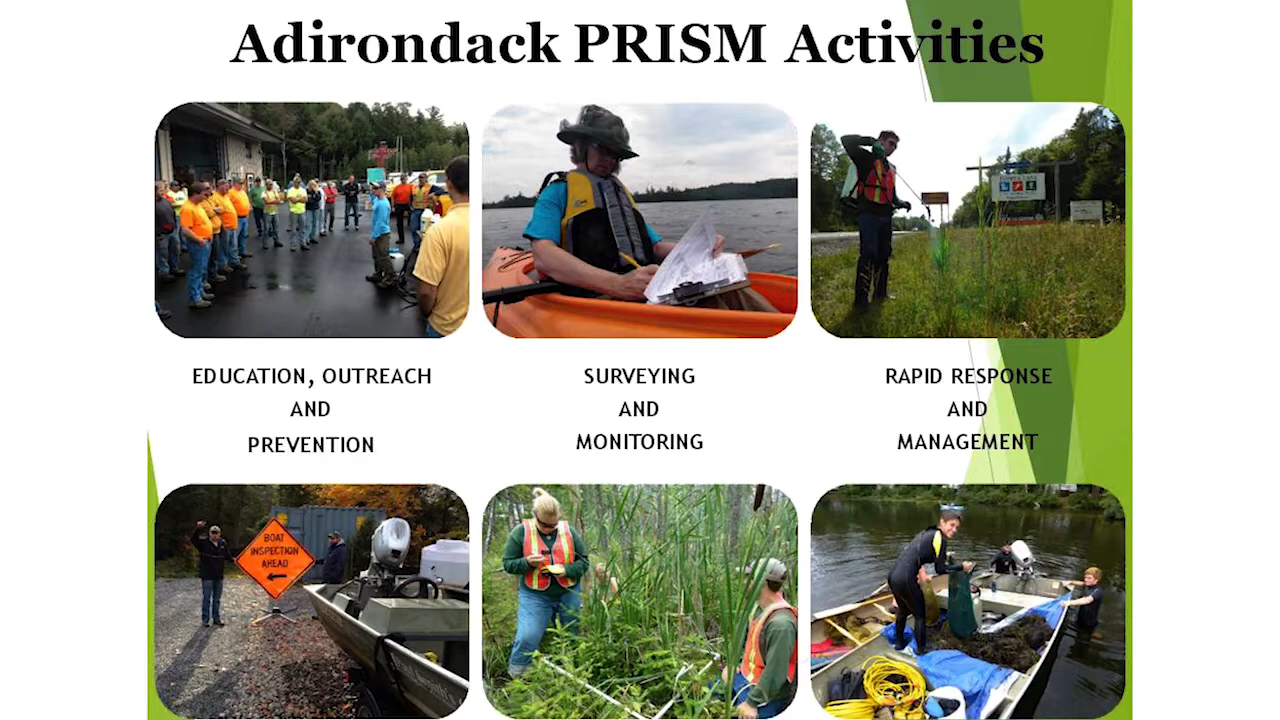 Adirondack PRISM Activities
EDUCATION, OUTREACH
AND
PREVENTION
SURVEYING
AND
MONITORING
RAPID RESPONSE
AND
MANAGEMENT
BOAT
INSPECTION
AHEAD